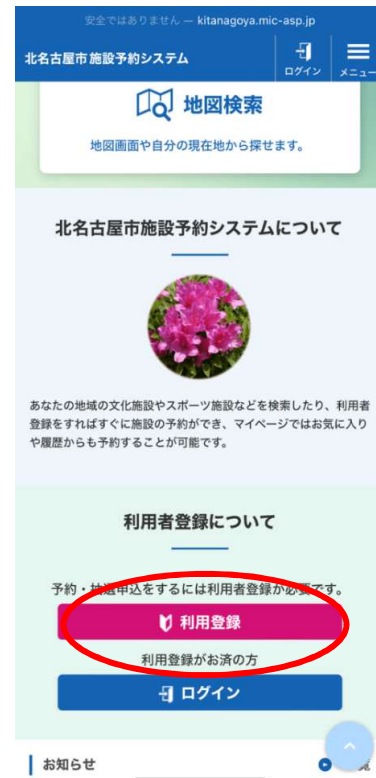 安全ではありません — kitanagoya.mic-asp.jp
北名古屋市 施設予約システム
ログイン
メニュー
地図検索
地図画面や自分の現在地から探せます。
北名古屋市施設予約システムについて
あなたの地域の文化施設やスポーツ施設などを検索したり、利用者
登録をすればすぐに施設の予約ができ、マイページではお気に入り
や履歴からも予約することが可能です。
利用者登録について
予約・抽選申込をするには利用者登録が必要です。
利用登録
利用登録がお済の方
ログイン
お知らせ
覧